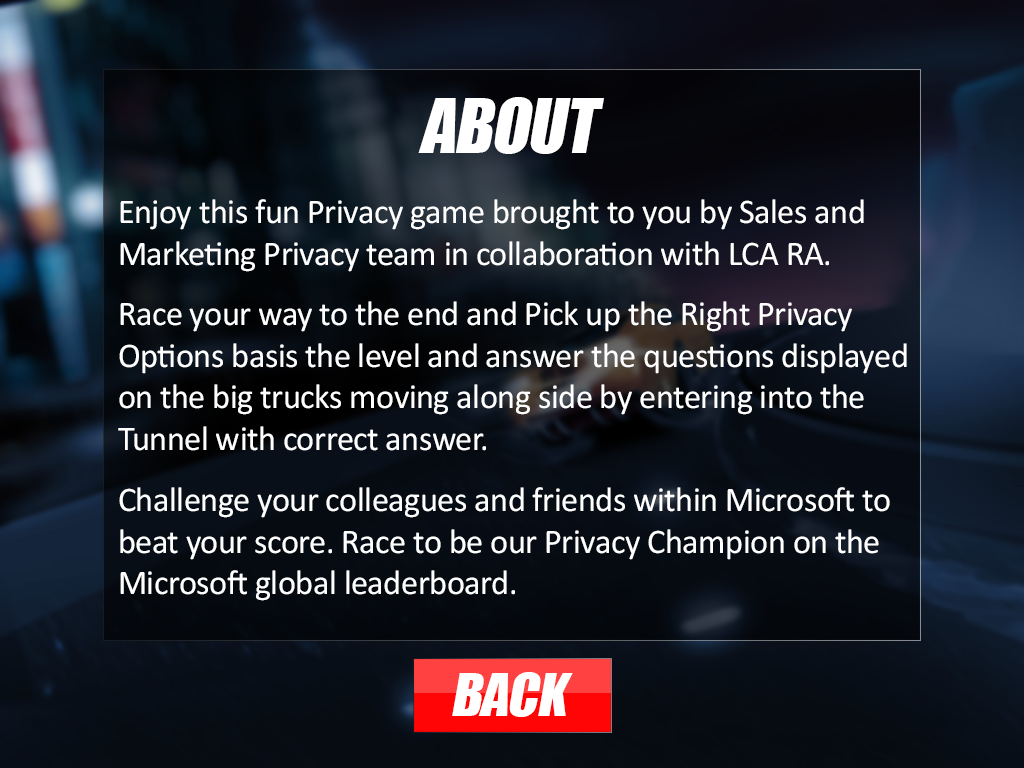 ABOUT
Enjoy this fun Privacy game brought to you by Sales and
Marketing Privacy team in collaboration with LCA RA.
Race your way to the end and Pick up the Right Privacy
Options basis the level and answer the questions displayed
on the big trucks moving along side by entering into the
Tunnel with correct answer.
Challenge your colleagues and friends within Microsoft to
beat your score. Race to be our Privacy Champion on the
Microsoft global leaderboard.
BACK